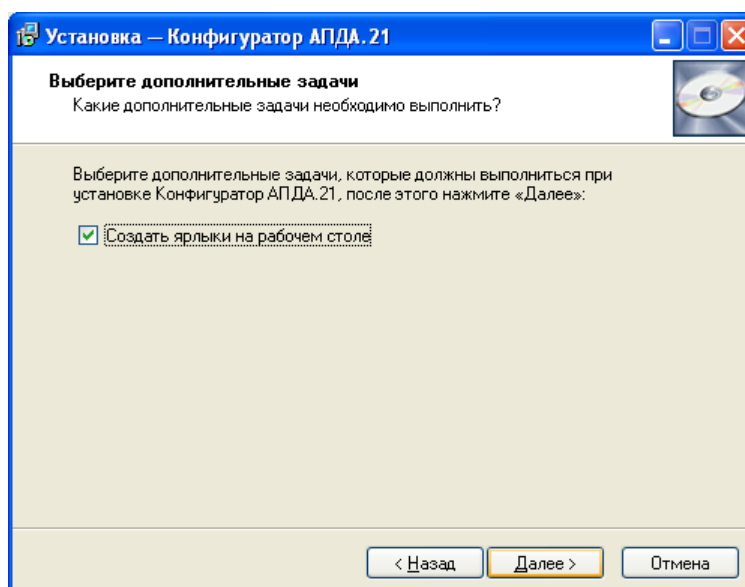 Установка — Конфигуратор АПДА.21
Выберите дополнительные задачи
Какие дополнительные задачи необходимо выполнить?
Выберите дополнительные задачи, которые должны выполниться при
установке Конфигуратор АПДА.21, после этого нажмите «Далее»:
Создать ярлыки на рабочем столе
< Назад Далее > Отмена